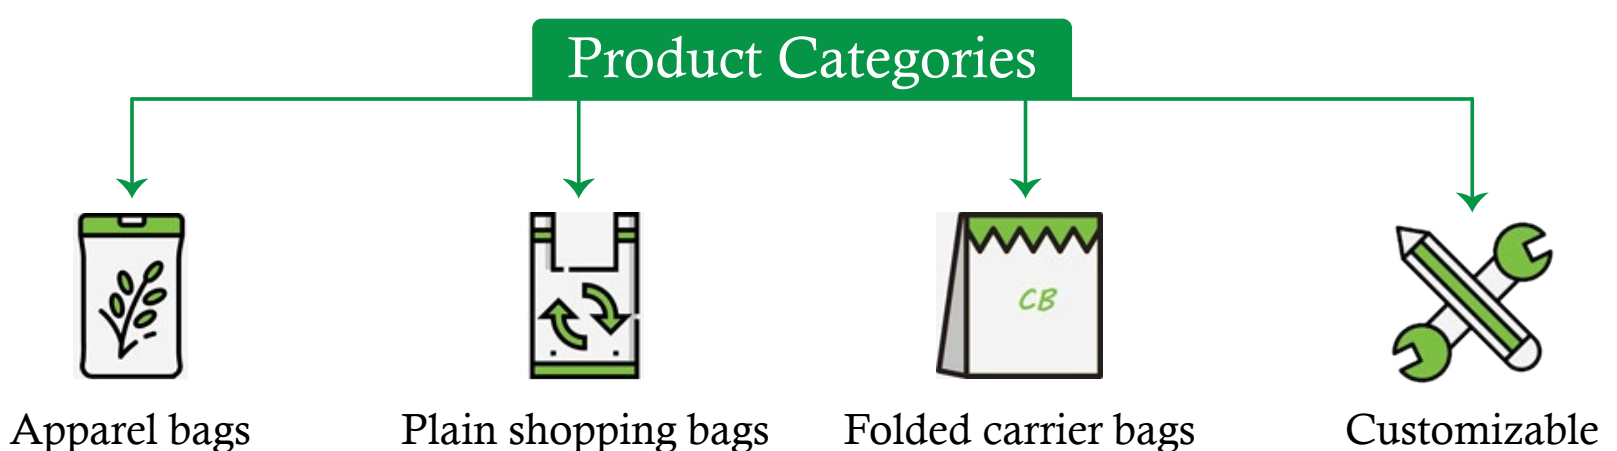 Product Categories
CB
Apparel bags
Plain shopping bags
Folded carrier bags
Customizable